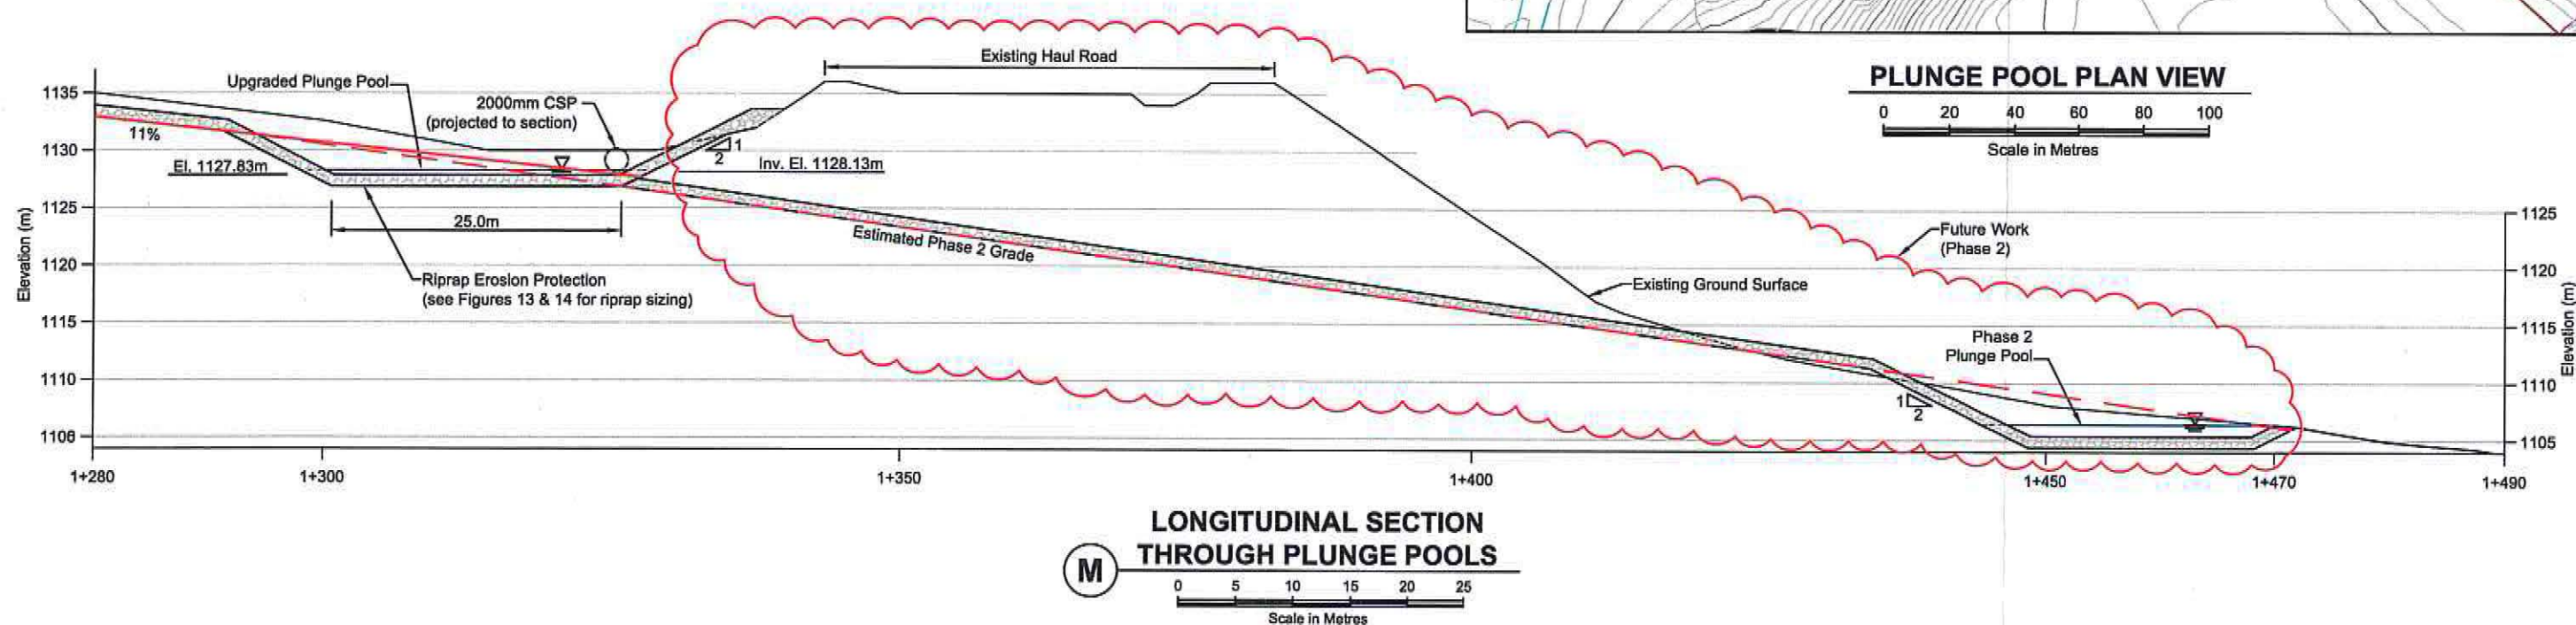 PLUNGE POOL PLAN VIEW
0 20 40 60 80 100
Scale in Metres
Existing Haul Road
Upgraded Plunge Pool
2000mm CSP
(projected to section)
11%
El. 1127.83m
1
2
Inv. El. 1128.13m
25.0m
Estimated Phase 2 Grade
Riprap Erosion Protection
(see Figures 13 & 14 for riprap sizing)
Future Work
(Phase 2)
Existing Ground Surface
Phase 2
Plunge Pool
1
2
Elevation (m)
1135
1130
1125
1120
1115
1110
1106
1125
1120
1115
1110
1105
Elevation (m)
1+280 1+300 1+350 1+400 1+450 1+470 1+490
LONGITUDINAL SECTION
M THROUGH PLUNGE POOLS
0 5 10 15 20 25
Scale in Metres